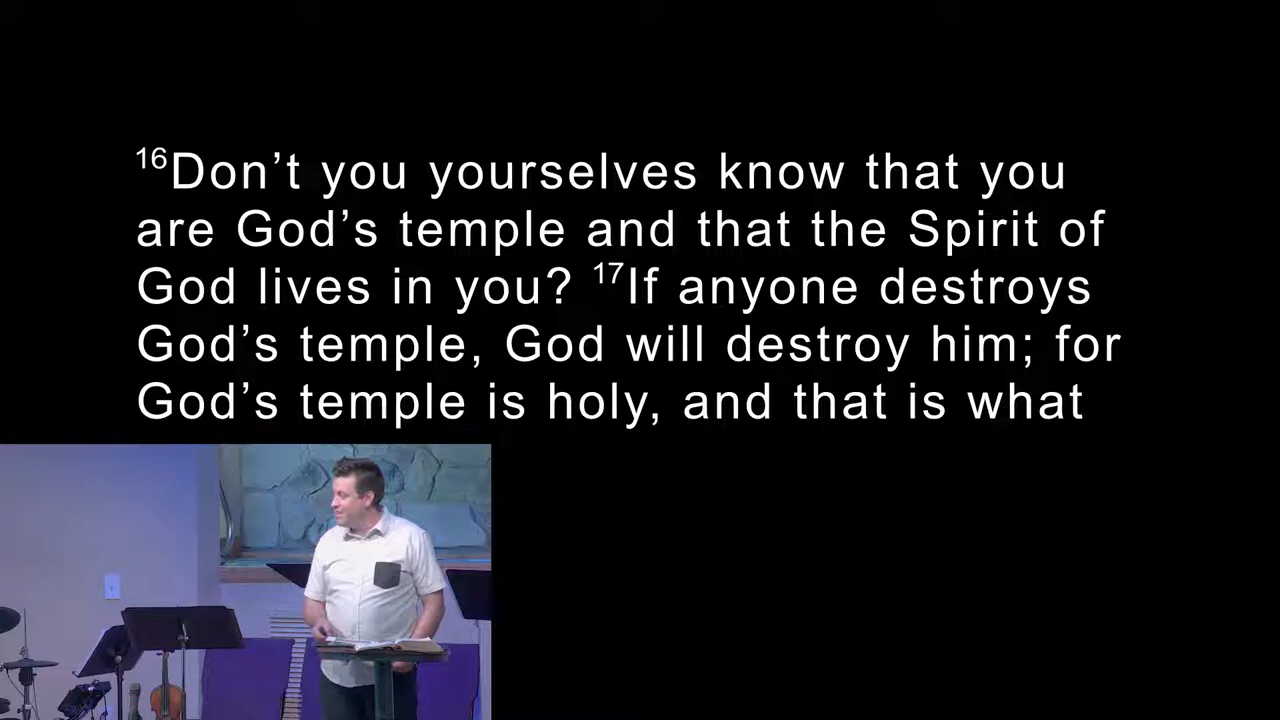 16Don’t you yourselves know that you
are God’s temple and that the Spirit of
God lives in you? 17If anyone destroys
God’s temple, God will destroy him; for
God’s temple is holy, and that is what